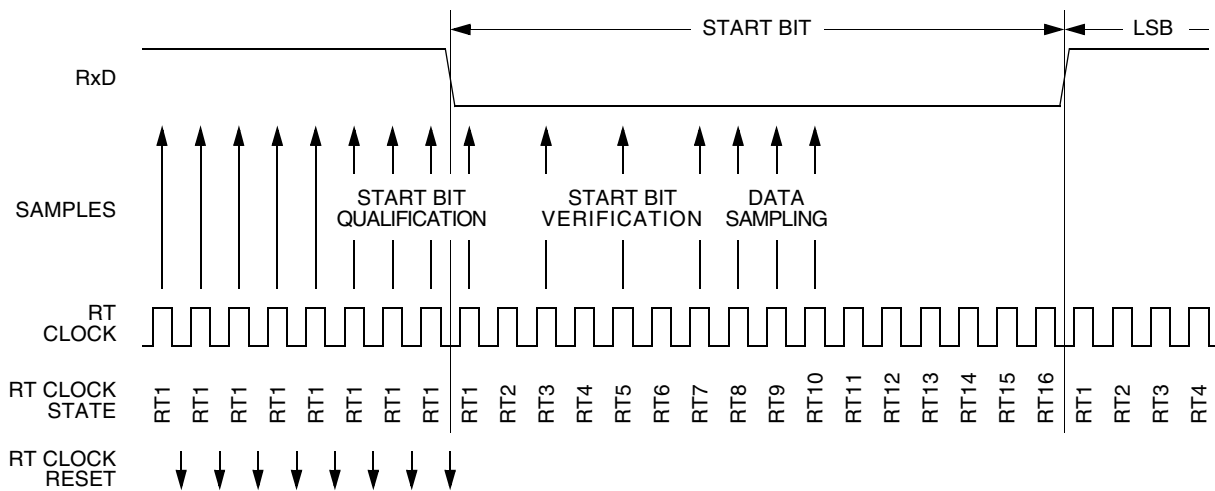 START BIT LSB
RxD
SAMPLES
START BIT
QUALIFICATION
START BIT
VERIFICATION
DATA
SAMPLING
RT
CLOCK
RT CLOCK
STATE
RT1 RT1 RT1 RT1 RT1 RT1 RT1 RT1 RT1 RT2 RT3 RT4 RT5 RT6 RT7 RT8 RT9 RT10 RT11 RT12 RT13 RT14 RT15 RT16 RT1 RT2 RT3 RT4
RT CLOCK
RESET